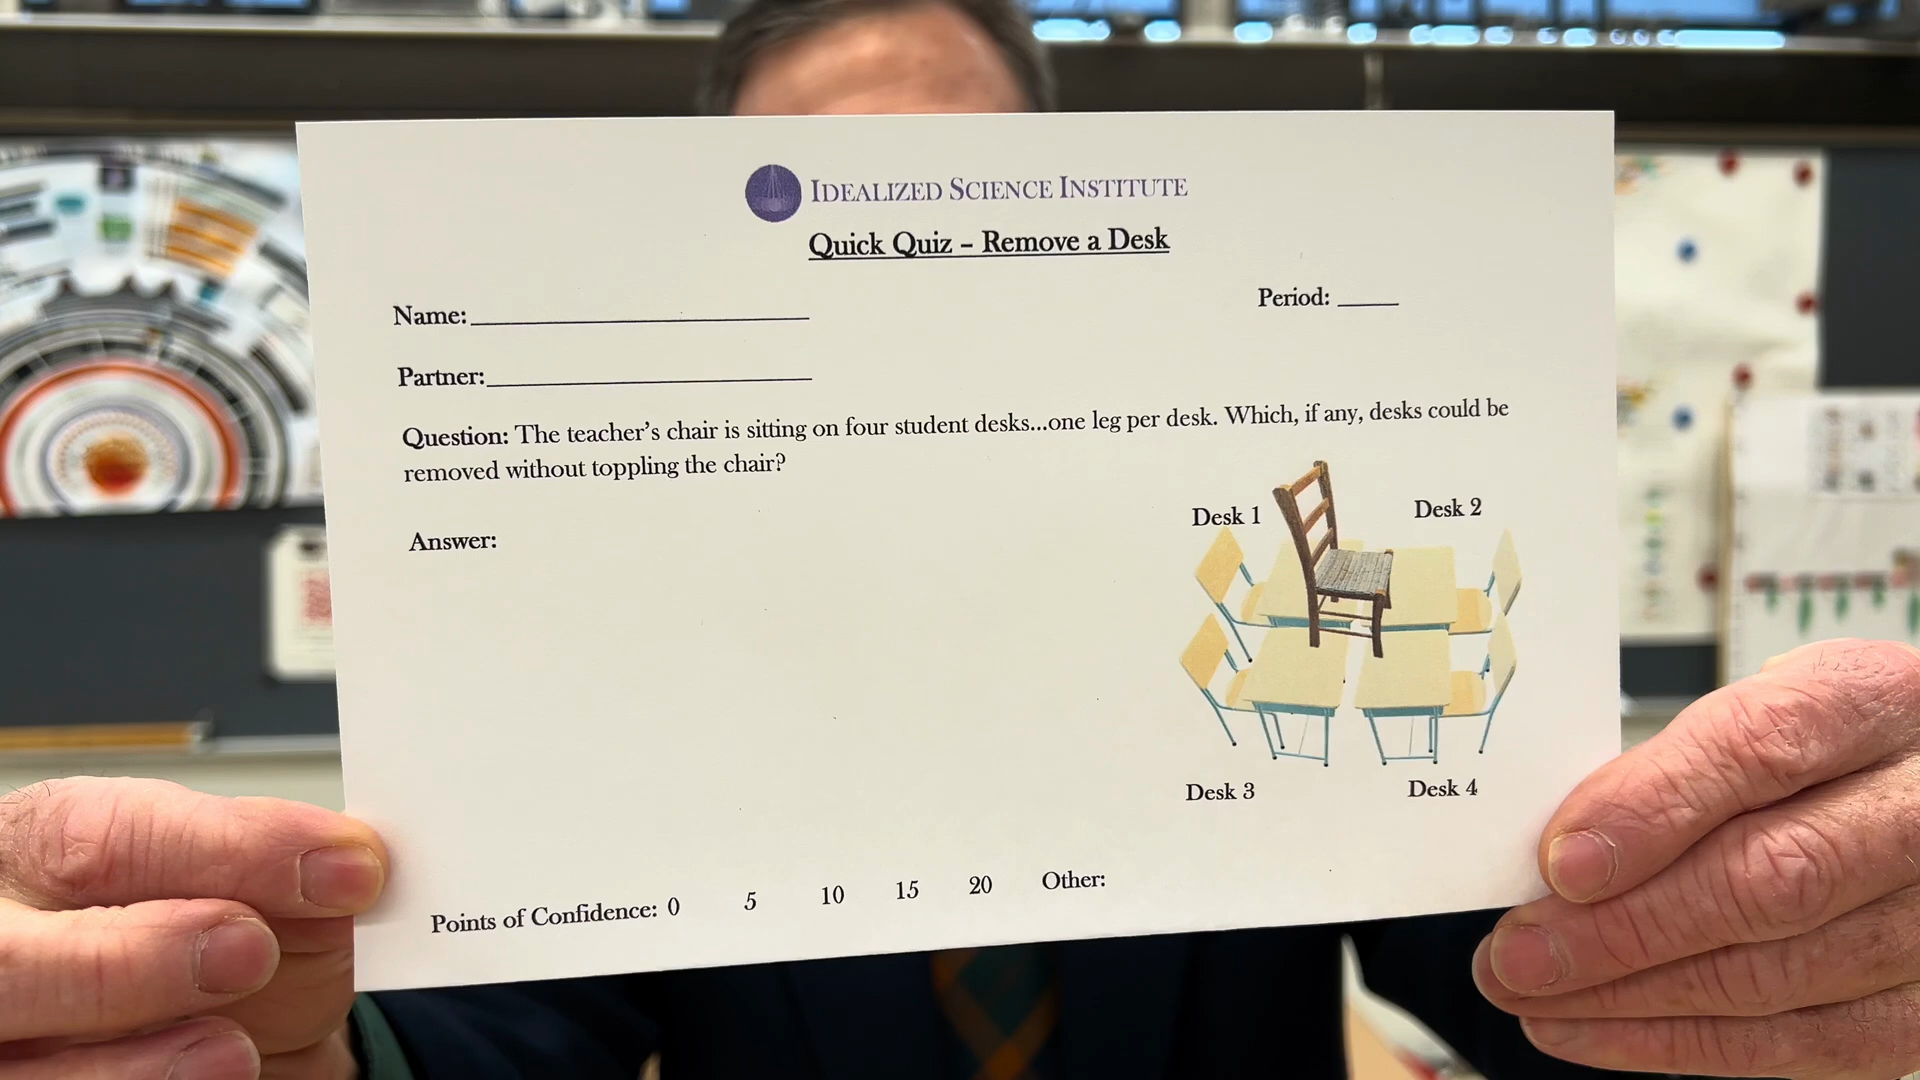 IDEALIZED SCIENCE INSTITUTE
Quick Quiz – Remove a Desk
Name: Period:
Partner:
Question: The teacher's chair is sitting on four student desks...one leg per desk. Which, if any, desks could be
removed without toppling the chair?
Answer:
Desk 1 Desk 2
Desk 3 Desk 4
Points of Confidence: 0 5 10 15 20 Other: